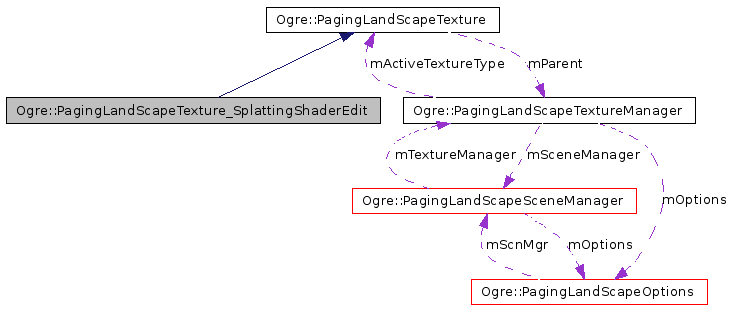 Ogre::PagingLandScapeTexture
mActiveTextureType
mParent
Ogre::PagingLandScapeTexture_SplattingShaderEdit
Ogre::PagingLandScapeTextureManager
mTextureManager
mSceneManager
Ogre::PagingLandScapeSceneManager
mOptions
mScnMgr
mOptions
Ogre::PagingLandScapeOptions